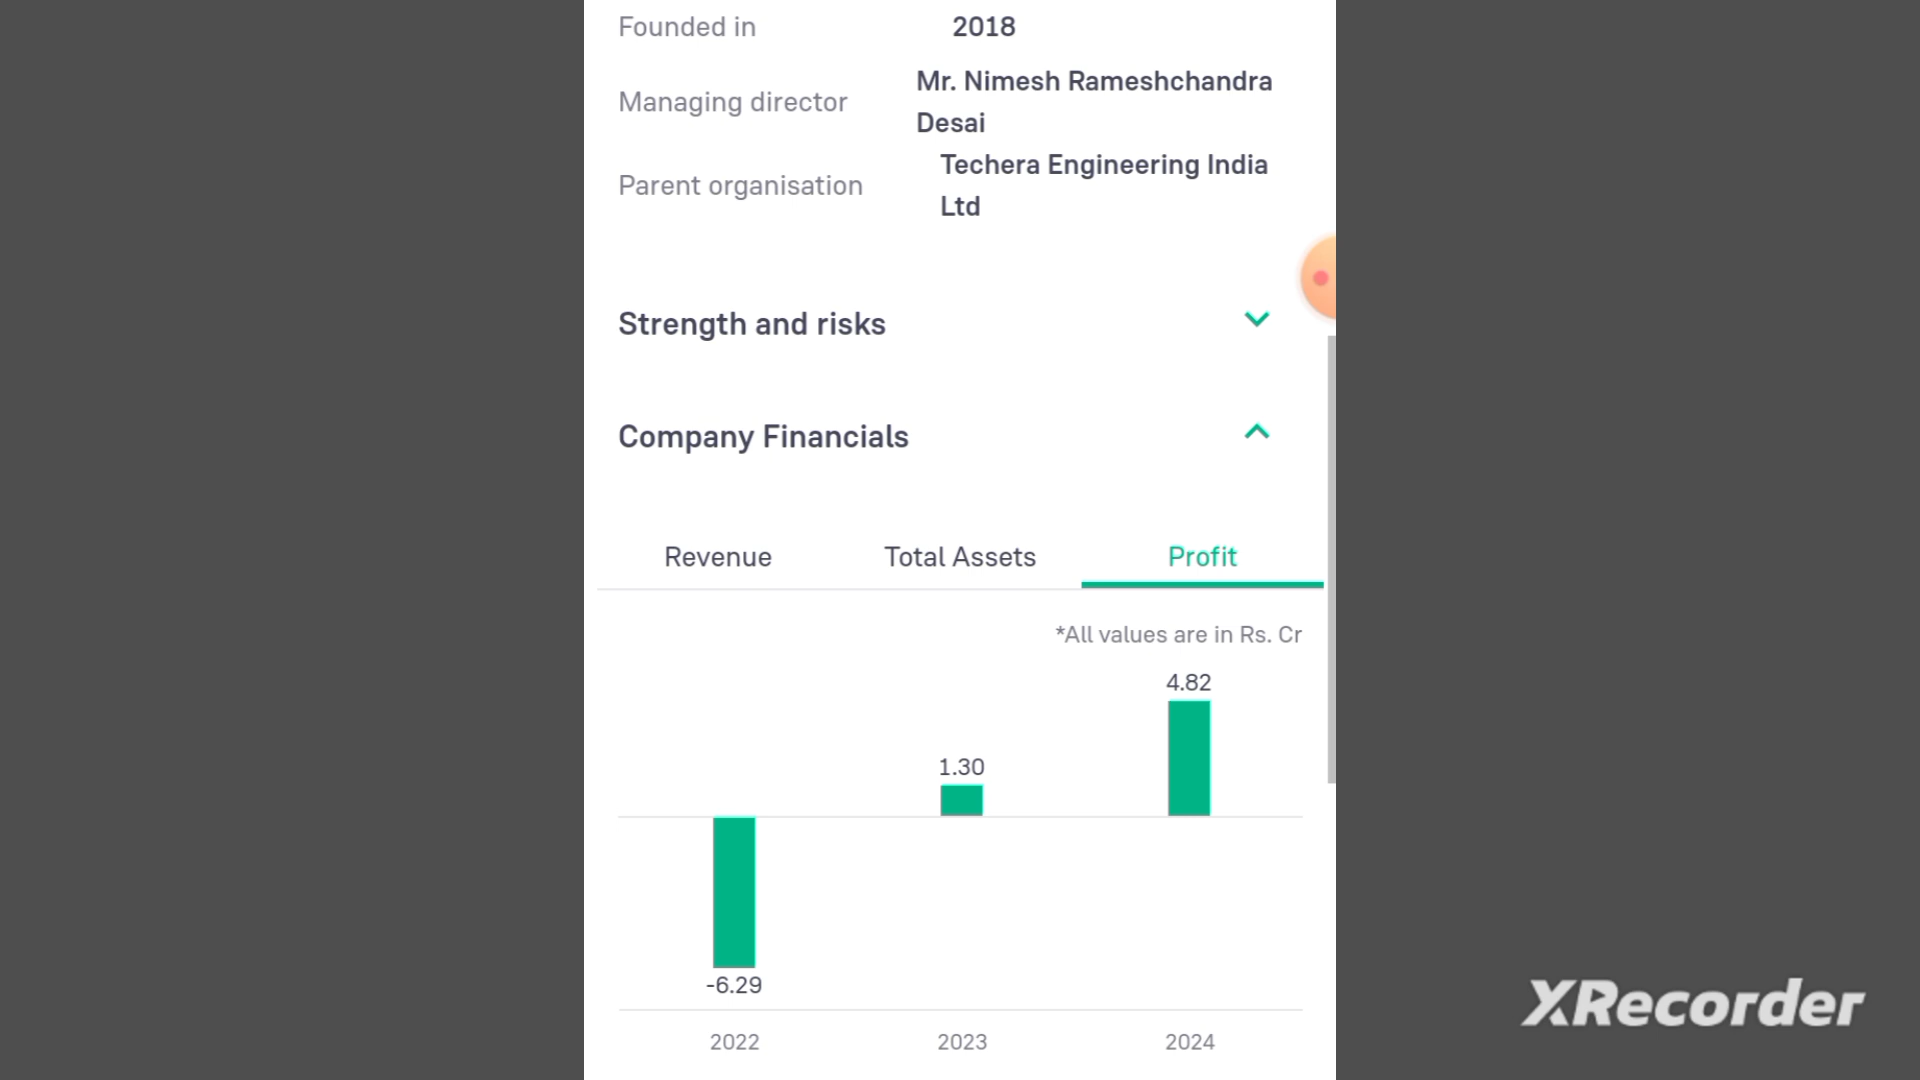 Founded in 2018
Managing director Mr. Nimesh Rameshchandra
Desai
Parent organisation Techera Engineering India
Ltd
Strength and risks
Company Financials
Revenue Total Assets Profit
*All values are in Rs. Cr
4.82
1.30
-6.29
2022 2023 2024
XRecorder